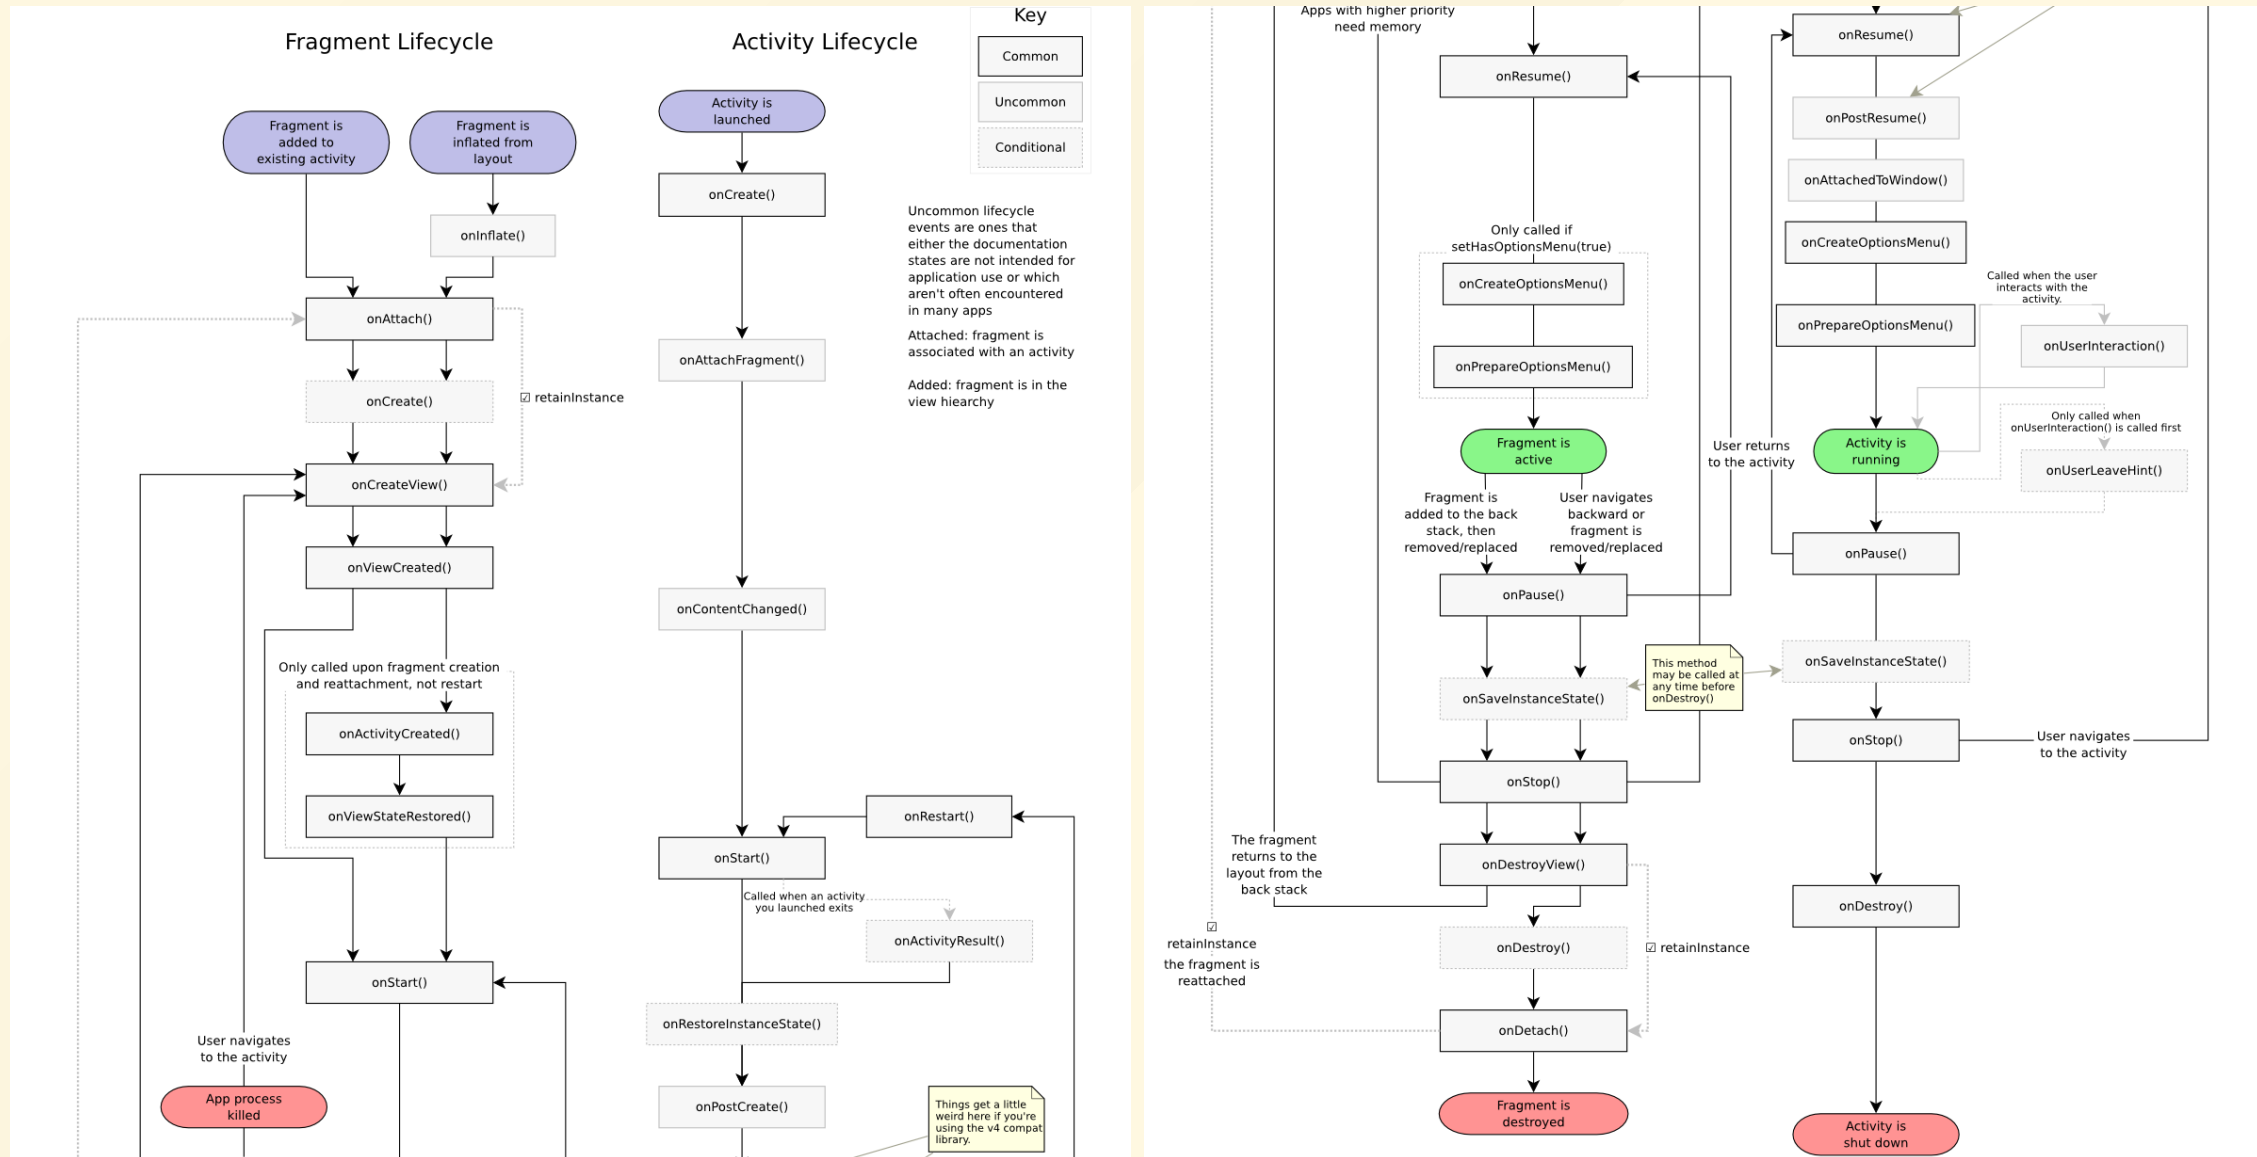 Fragment Lifecycle
Activity Lifecycle
Key
Common
Uncommon
Conditional
Fragment is
added to
existing activity
Fragment is
inflated from
layout
onInflate()
onAttach()
onCreate()
☑ retainInstance
onCreateView()
onViewCreated()
Only called upon fragment creation
and reattachment, not restart
onActivityCreated()
onViewStateRestored()
onStart()
User navigates
to the activity
App process
killed
Activity is
launched
onCreate()
onAttachFragment()
onContentChanged()
onRestart()
onStart()
Called when an activity
you launched exits
onActivityResult()
onRestoreInstanceState()
onPostCreate()
Things get a little
weird here if you're
using the v4 compat
library.
Uncommon lifecycle
events are ones that
either the documentation
states are not intended for
application use or which
aren't often encountered
in many apps
Attached: fragment is
associated with an activity
Added: fragment is in the
view hiearchy
Apps with higher priority
need memory
onResume()
Only called if
setHasOptionsMenu(true)
onCreateOptionsMenu()
onPrepareOptionsMenu()
Fragment is
active
Fragment is
added to the back
stack, then
removed/replaced
User navigates
backward or
fragment is
removed/replaced
User returns
to the activity
onPause()
onSaveInstanceState()
This method
may be called at
any time before
onDestroy()
onStop()
The fragment
returns to the
layout from the
back stack
onDestroyView()
☑
retainInstance
the fragment is
reattached
onDestroy()
☑ retainInstance
onDetach()
Fragment is
destroyed
onResume()
onPostResume()
onAttachedToWindow()
onCreateOptionsMenu()
Called when the user
interacts with the
activity.
onPrepareOptionsMenu()
onUserInteraction()
Only called when
onUserInteraction() is called first
Activity is
running
onUserLeaveHint()
onPause()
onSaveInstanceState()
onStop()
User navigates
to the activity
onDestroy()
Activity is
shut down